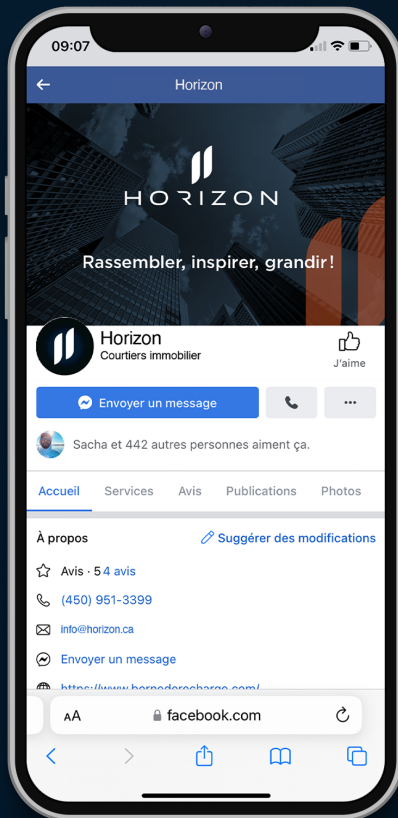 09:07
Horizon
HORIZON
Rassembler, inspirer, grandir!
Horizon
Courtiers immobilier
J'aime
Envoyer un message
Sacha et 442 autres personnes aiment ça.
Accueil Services Avis Publications Photos
À propos Suggérer des modifications
Avis · 5 4 avis
(450) 951-3399
info@horizon.ca
Envoyer un message
https://www.bornederecharge.com/
AA facebook.com